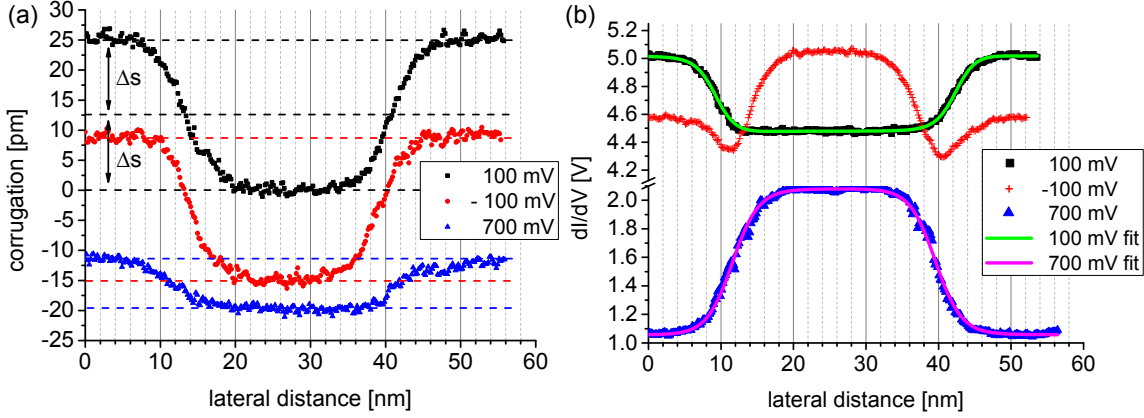 (a)
30
25
20
15
10
5
0
-5
-10
-15
-20
-25
corrugation [pm]
Δs
Δs
100 mV
- 100 mV
700 mV
0 10 20 30 40 50 60
lateral distance [nm]
(b)
5.0
4.8
4.6
4.4
4.2
2.0
1.8
1.6
1.4
1.2
1.0
dI/dV [V]
100 mV
-100 mV
700 mV
100 mV fit
700 mV fit
0 10 20 30 40 50 60
lateral distance [nm]